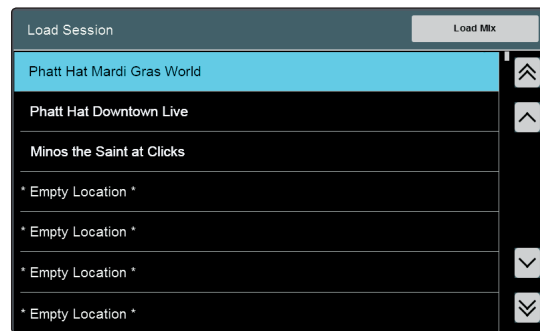 Load Session
Load Mix
Phatt Hat Mardi Gras World
Phatt Hat Downtown Live
Minos the Saint at Clicks
* Empty Location *
* Empty Location *
* Empty Location *
* Empty Location *